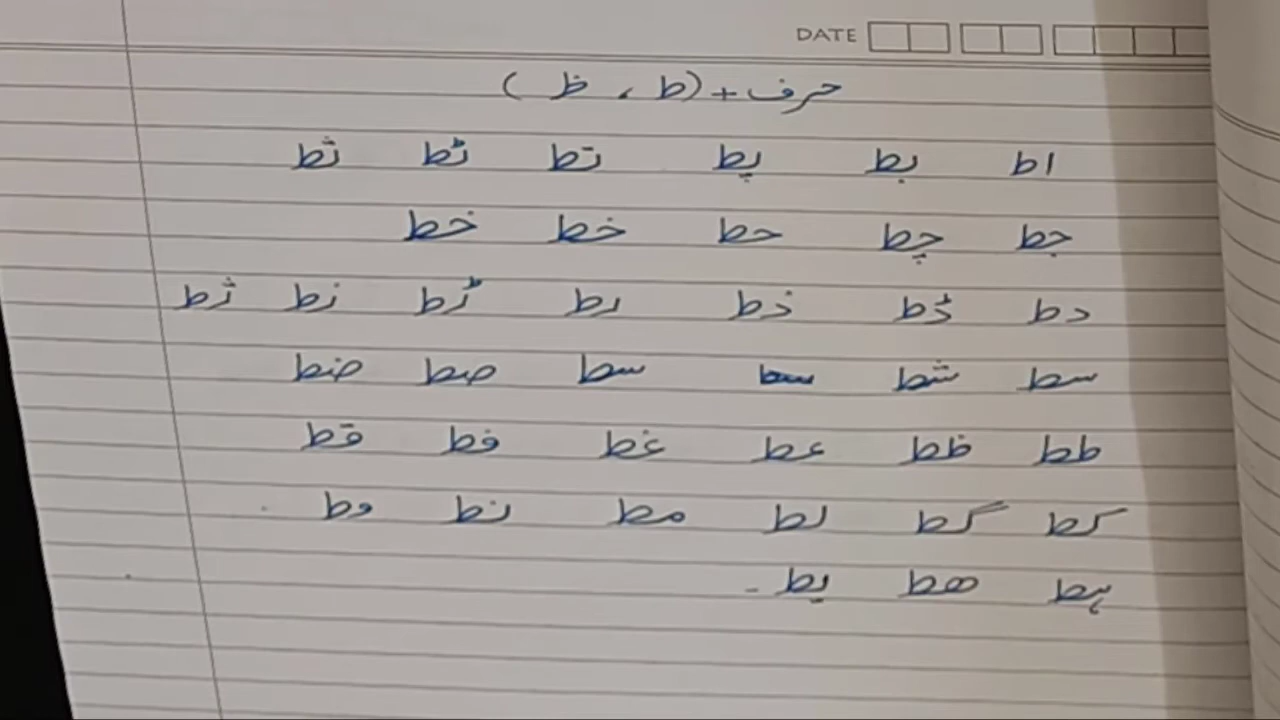 DATE
حرف + (ط ، ظ)
اط بط پط تط ٹط ثط
جط چط حط خط خط
دط ڈط ذط رط ڑط زط ژط
سط شط سط صط ضط
طط ظط عط غط فط قط
کط گط لط مط نط وط
ہط ھط یط ۔